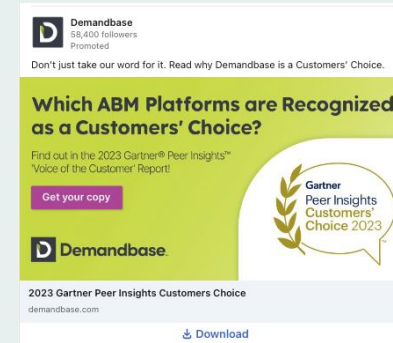 Demandbase
58,400 followers
Promoted
Don't just take our word for it. Read why Demandbase is a Customers' Choice.
Which ABM Platforms are Recognized
as a Customers' Choice?
Find out in the 2023 Gartner® Peer Insights™
'Voice of the Customer' Report!
Get your copy
Gartner
Peer Insights
Customers'
Choice 2023
™
D Demandbase
2023 Gartner Peer Insights Customers Choice
demandbase.com
Download